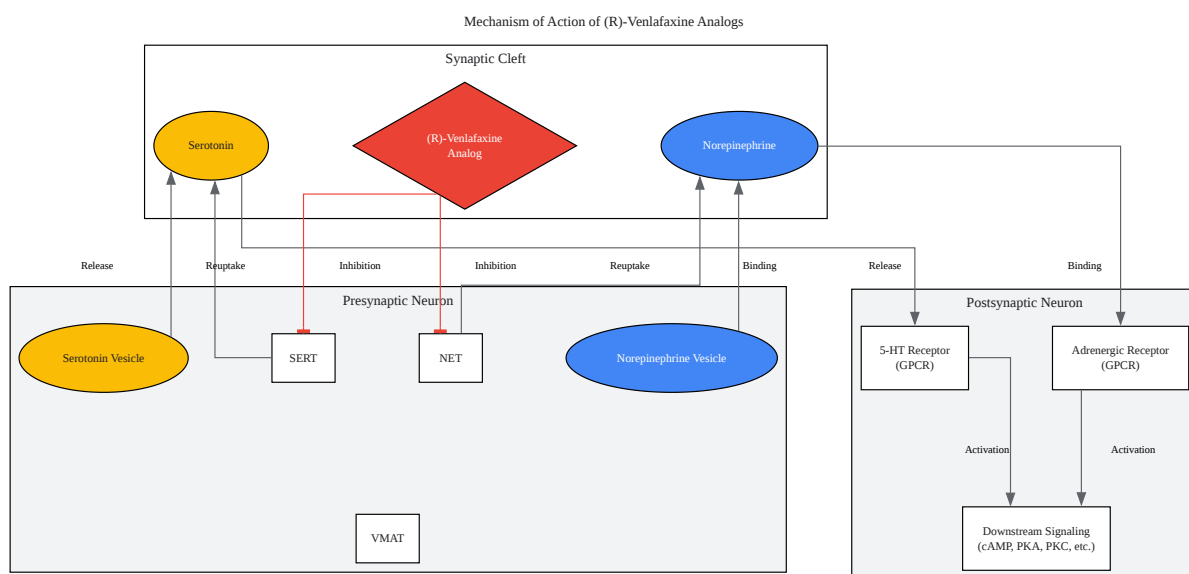 Mechanism of Action of (R)-Venlafaxine Analogs
Synaptic Cleft
Serotonin
(R)-Venlafaxine
Analog
Norepinephrine
Release
Reuptake
Inhibition
Inhibition
Reuptake
Binding
Release
Binding
Presynaptic Neuron
Serotonin Vesicle
SERT
NET
Norepinephrine Vesicle
VMAT
Postsynaptic Neuron
5-HT Receptor
(GPCR)
Adrenergic Receptor
(GPCR)
Activation
Activation
Downstream Signaling
(cAMP, PKA, PKC, etc.)